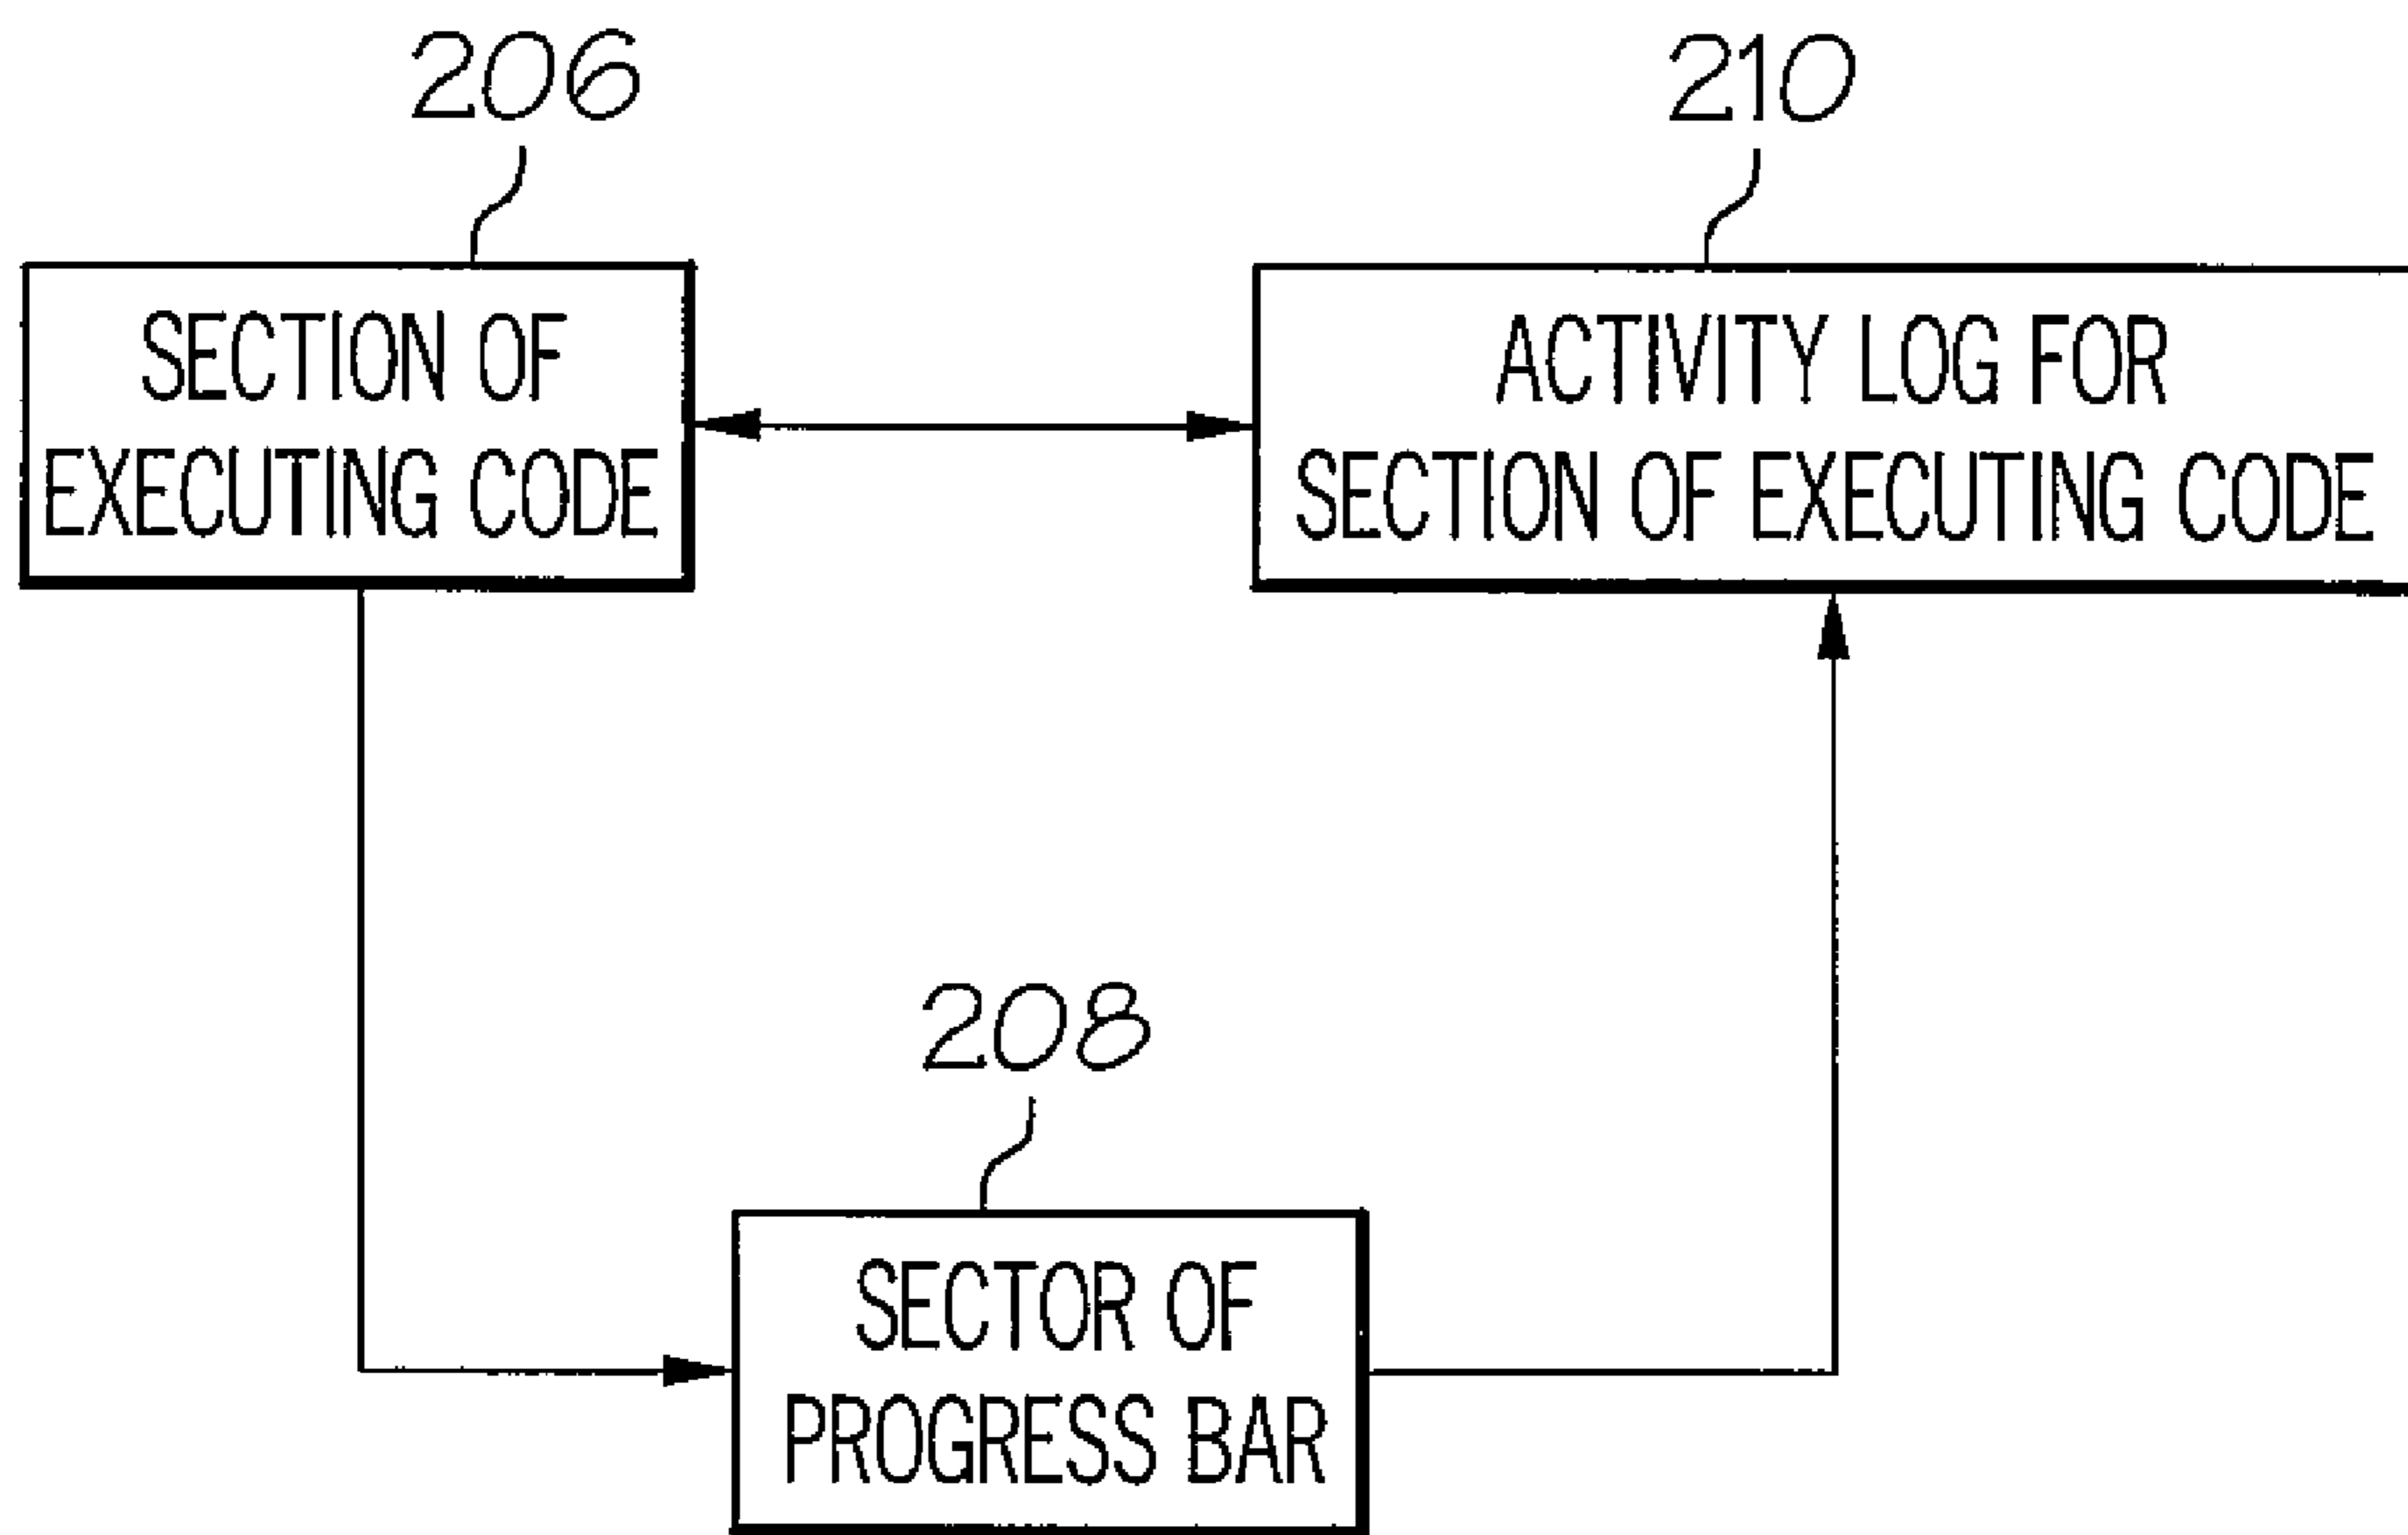 206
SECTION OF
EXECUTING CODE
210
ACTIVITY LOG FOR
SECTION OF EXECUTING CODE
208
SECTOR OF
PROGRESS BAR